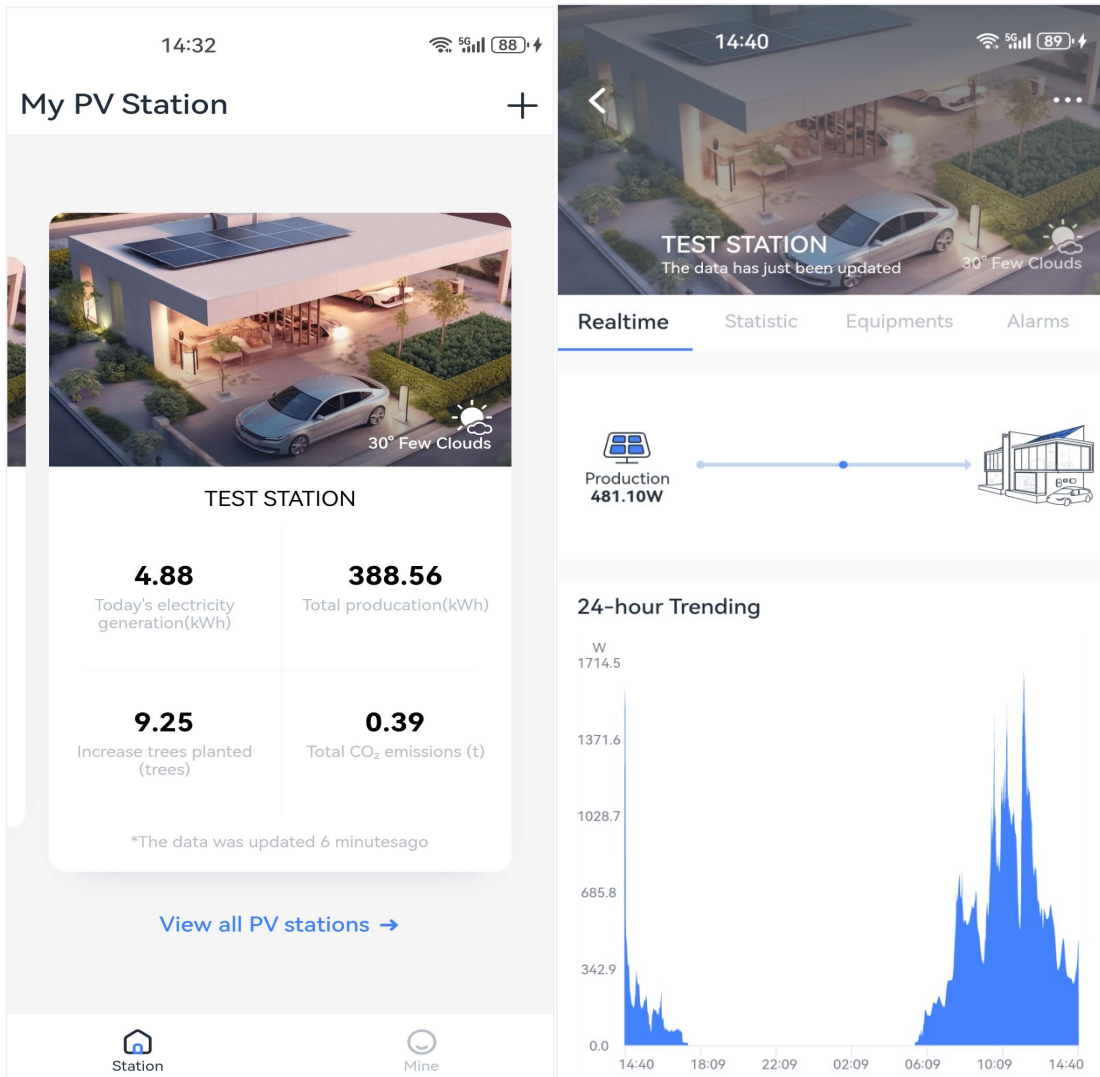 14:32
5G 88
My PV Station
30° Few Clouds
TEST STATION
4.88
Today's electricity
generation(kWh)
388.56
Total producation(kWh)
9.25
Increase trees planted
(trees)
0.39
Total CO₂ emissions (t)
*The data was updated 6 minutesago
View all PV stations →
Station
Mine
14:40
5G 89
TEST STATION
The data has just been updated
30° Few Clouds
Realtime
Statistic
Equipments
Alarms
Production
481.10W
24-hour Trending
W
1714.5
1371.6
1028.7
685.8
342.9
0.0
14:40 18:09 22:09 02:09 06:09 10:09 14:40